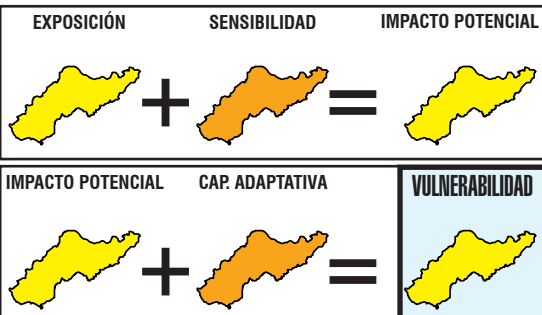 EXPOSICIÓN SENSIBILIDAD IMPACTO POTENCIAL
+ =
IMPACTO POTENCIAL CAP. ADAPTATIVA VULNERABILIDAD
+ =